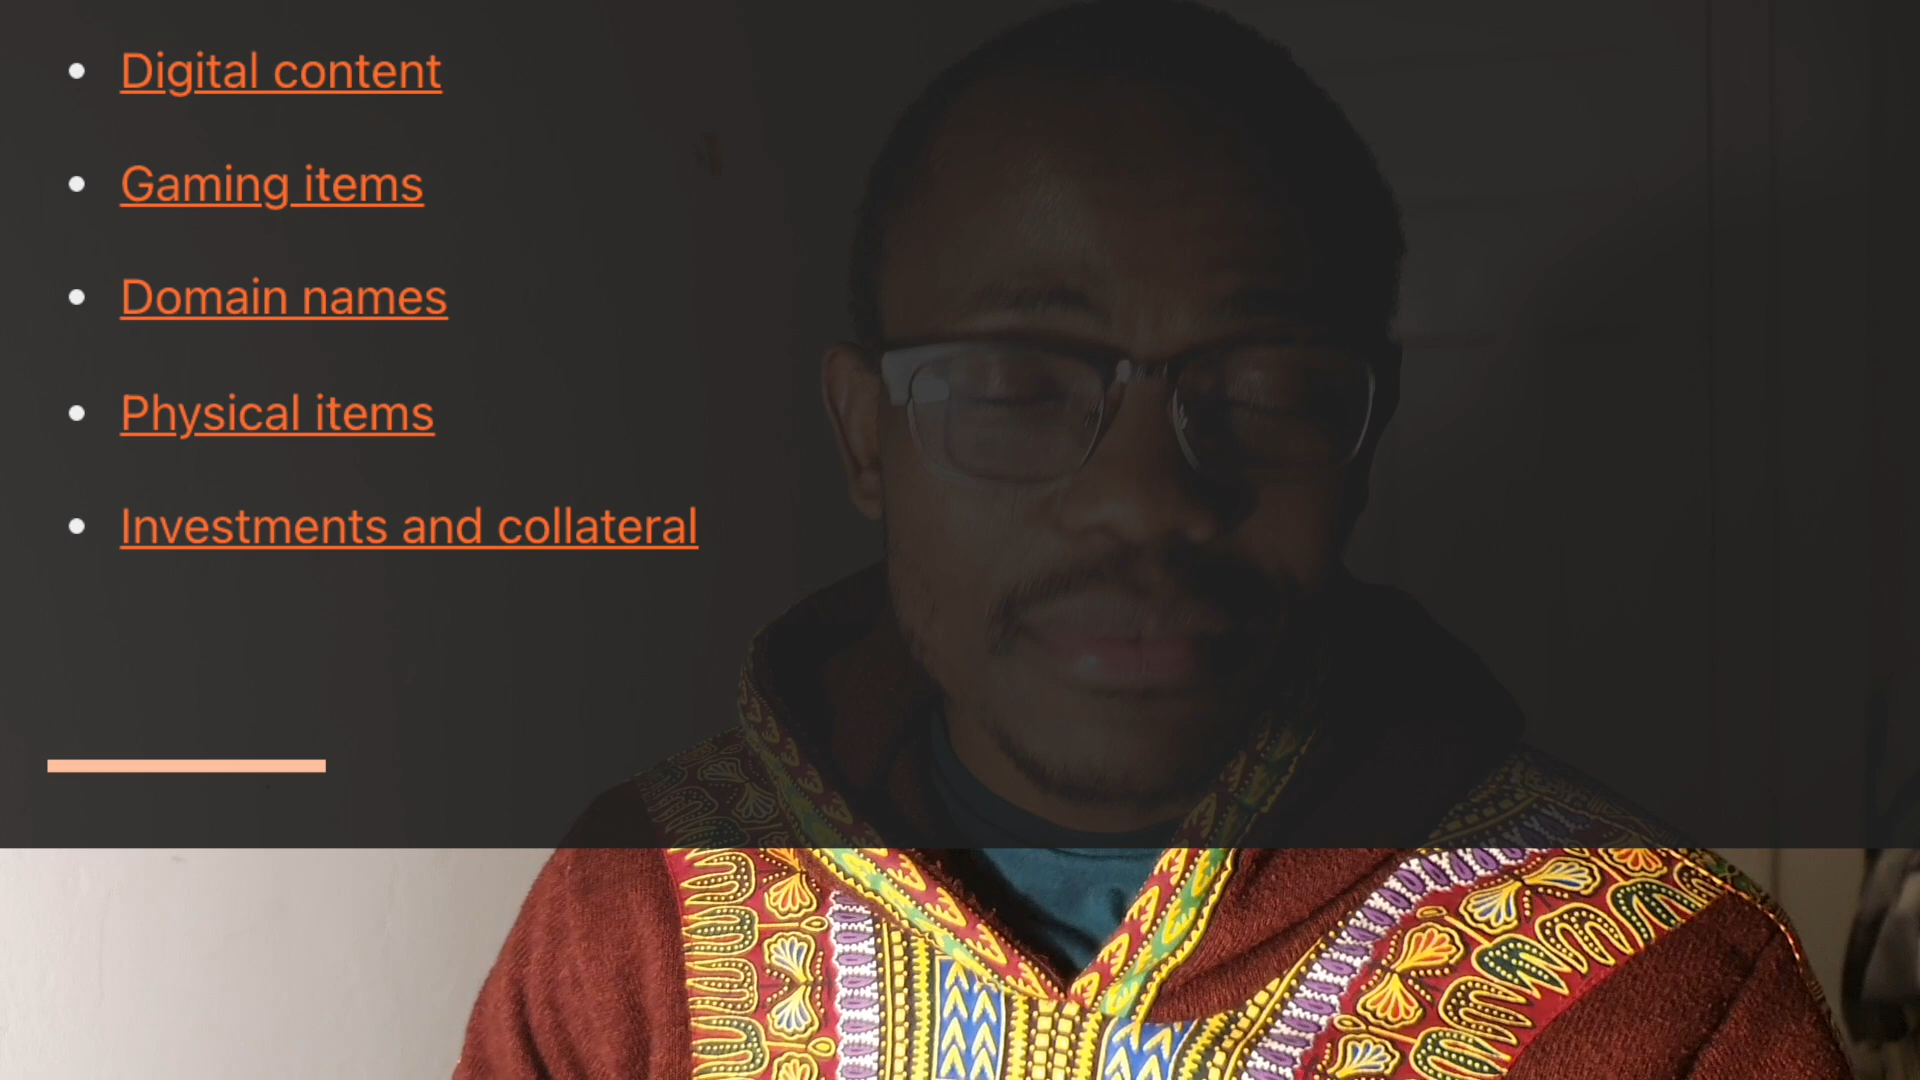 Digital content
Gaming items
Domain names
Physical items
Investments and collateral